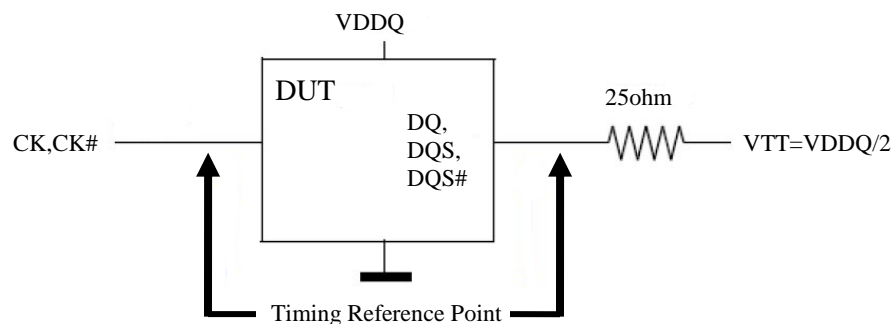 VDDQ
DUT
25ohm
CK,CK#
DQ,
DQS,
DQS#
VTT=VDDQ/2
Timing Reference Point